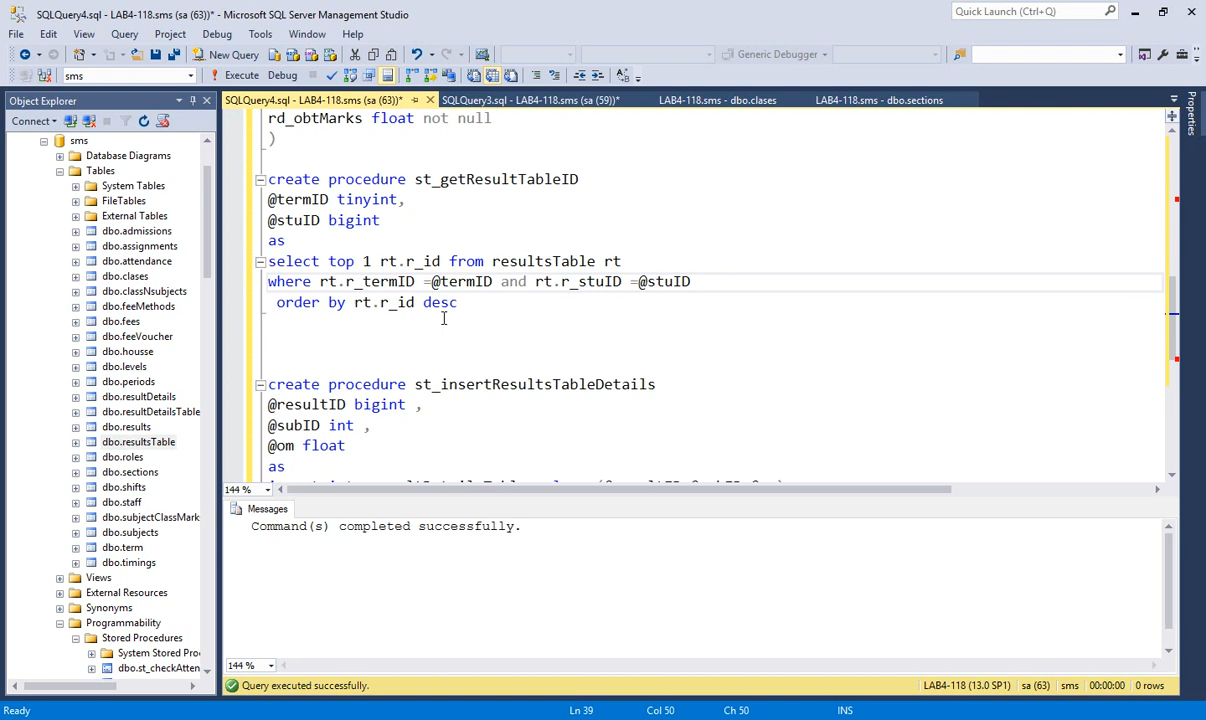 SQLQuery4.sql - LAB4-118.sms (sa (63))* - Microsoft SQL Server Management Studio
Quick Launch (Ctrl+Q)
File Edit View Query Project Debug Tools Window Help
New Query
Generic Debugger
sms
Execute Debug
Object Explorer
SQLQuery4.sql - LAB4-118.sms (sa (63))*
SQLQuery3.sql - LAB4-118.sms (sa (59))*
LAB4-118.sms - dbo.clases
LAB4-118.sms - dbo.sections
Properties
Connect
sms
Database Diagrams
Tables
System Tables
FileTables
External Tables
dbo.admissions
dbo.assignments
dbo.attendance
dbo.clases
dbo.classNsubjects
dbo.feeMethods
dbo.fees
dbo.feeVoucher
dbo.housse
dbo.levels
dbo.periods
dbo.resultDetails
dbo.resultDetailsTable
dbo.results
dbo.resultsTable
dbo.roles
dbo.sections
dbo.shifts
dbo.staff
dbo.subjectClassMark
dbo.subjects
dbo.term
dbo.timings
Views
External Resources
Synonyms
Programmability
Stored Procedures
System Stored Pro
dbo.st_checkAtten
rd_obtMarks float not null
)
create procedure st_getResultTableID
@termID tinyint,
@stuID bigint
as
select top 1 rt.r_id from resultsTable rt
where rt.r_termID =@termID and rt.r_stuID =@stuID
order by rt.r_id desc
create procedure st_insertResultsTableDetails
@resultID bigint ,
@subID int ,
@om float
as
144 %
Messages
Command(s) completed successfully.
144 %
Query executed successfully.
LAB4-118 (13.0 SP1) sa (63) sms 00:00:00 0 rows
Ready
Ln 39 Col 50 Ch 50 INS